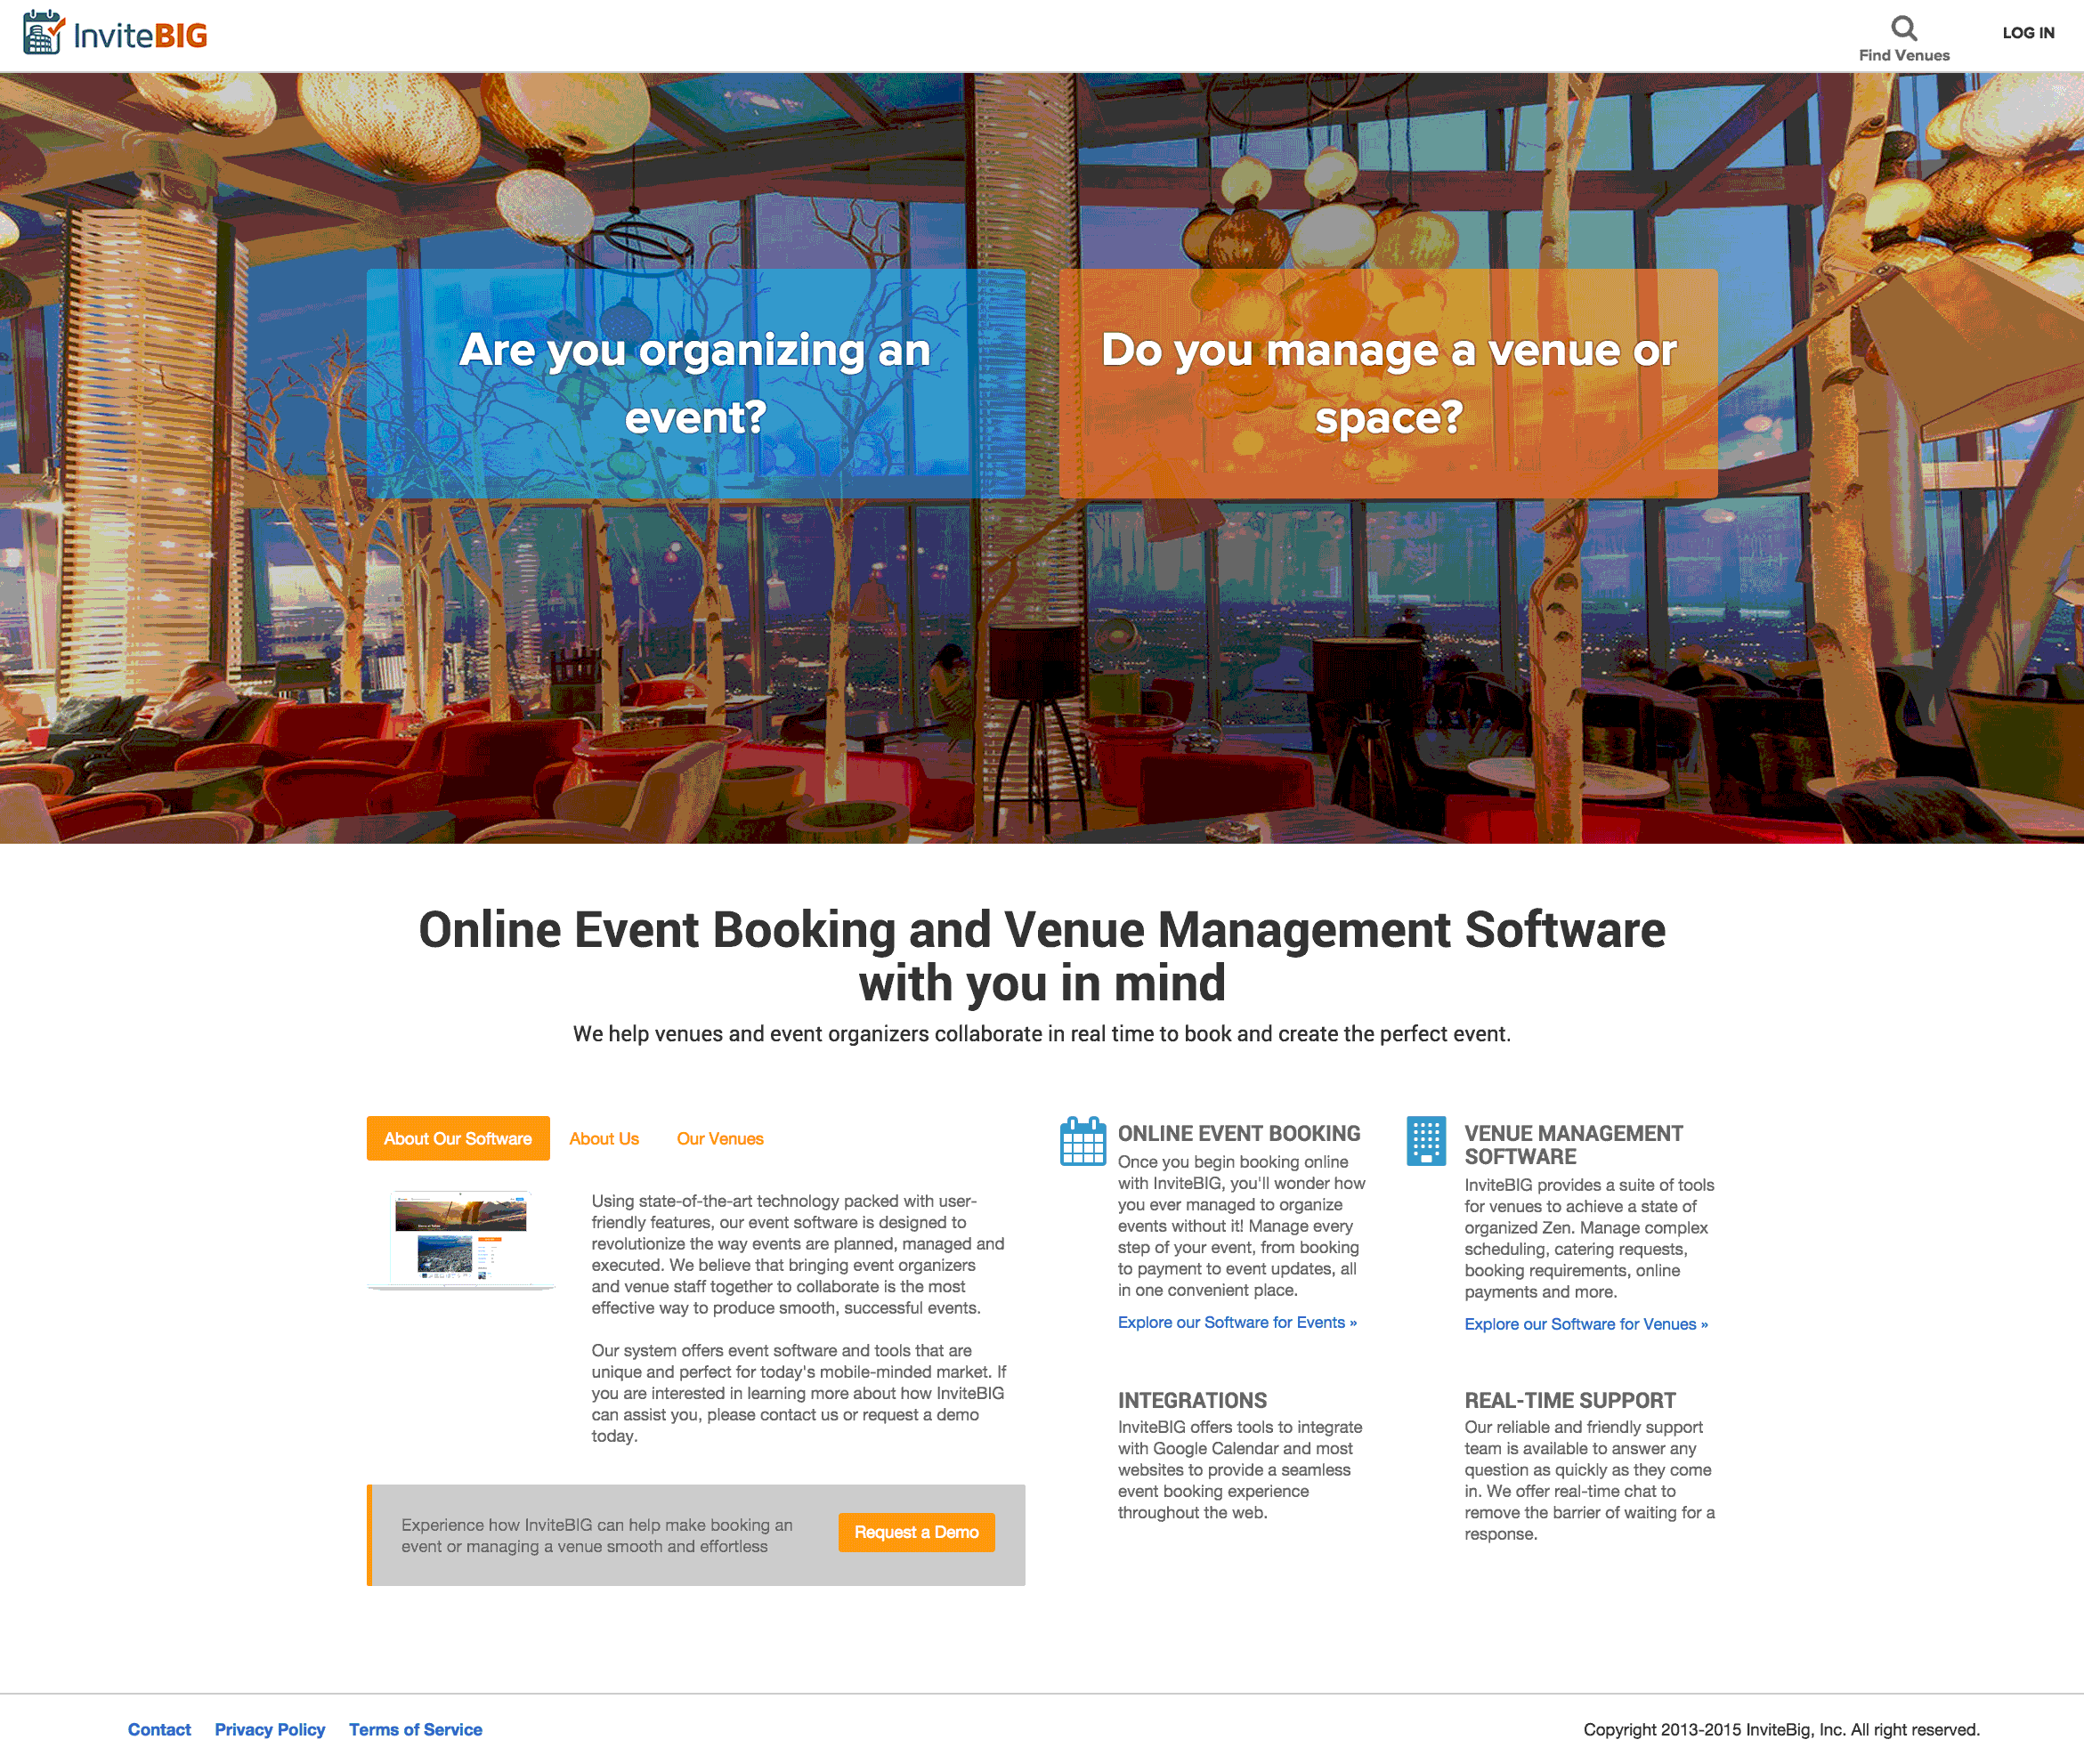 InviteBIG
Find Venues
LOG IN
Are you organizing an
event?
Do you manage a venue or
space?
Online Event Booking and Venue Management Software
with you in mind
We help venues and event organizers collaborate in real time to book and create the perfect event.
About Our Software
About Us
Our Venues
Using state-of-the-art technology packed with user-
friendly features, our event software is designed to
revolutionize the way events are planned, managed and
executed. We believe that bringing event organizers
and venue staff together to collaborate is the most
effective way to produce smooth, successful events.
Our system offers event software and tools that are
unique and perfect for today's mobile-minded market. If
you are interested in learning more about how InviteBIG
can assist you, please contact us or request a demo
today.
Experience how InviteBIG can help make booking an
event or managing a venue smooth and effortless
Request a Demo
ONLINE EVENT BOOKING
Once you begin booking online
with InviteBIG, you'll wonder how
you ever managed to organize
events without it! Manage every
step of your event, from booking
to payment to event updates, all
in one convenient place.
Explore our Software for Events »
VENUE MANAGEMENT
SOFTWARE
InviteBIG provides a suite of tools
for venues to achieve a state of
organized Zen. Manage complex
scheduling, catering requests,
booking requirements, online
payments and more.
Explore our Software for Venues »
INTEGRATIONS
InviteBIG offers tools to integrate
with Google Calendar and most
websites to provide a seamless
event booking experience
throughout the web.
REAL-TIME SUPPORT
Our reliable and friendly support
team is available to answer any
question as quickly as they come
in. We offer real-time chat to
remove the barrier of waiting for a
response.
Contact
Privacy Policy
Terms of Service
Copyright 2013-2015 InviteBig, Inc. All right reserved.